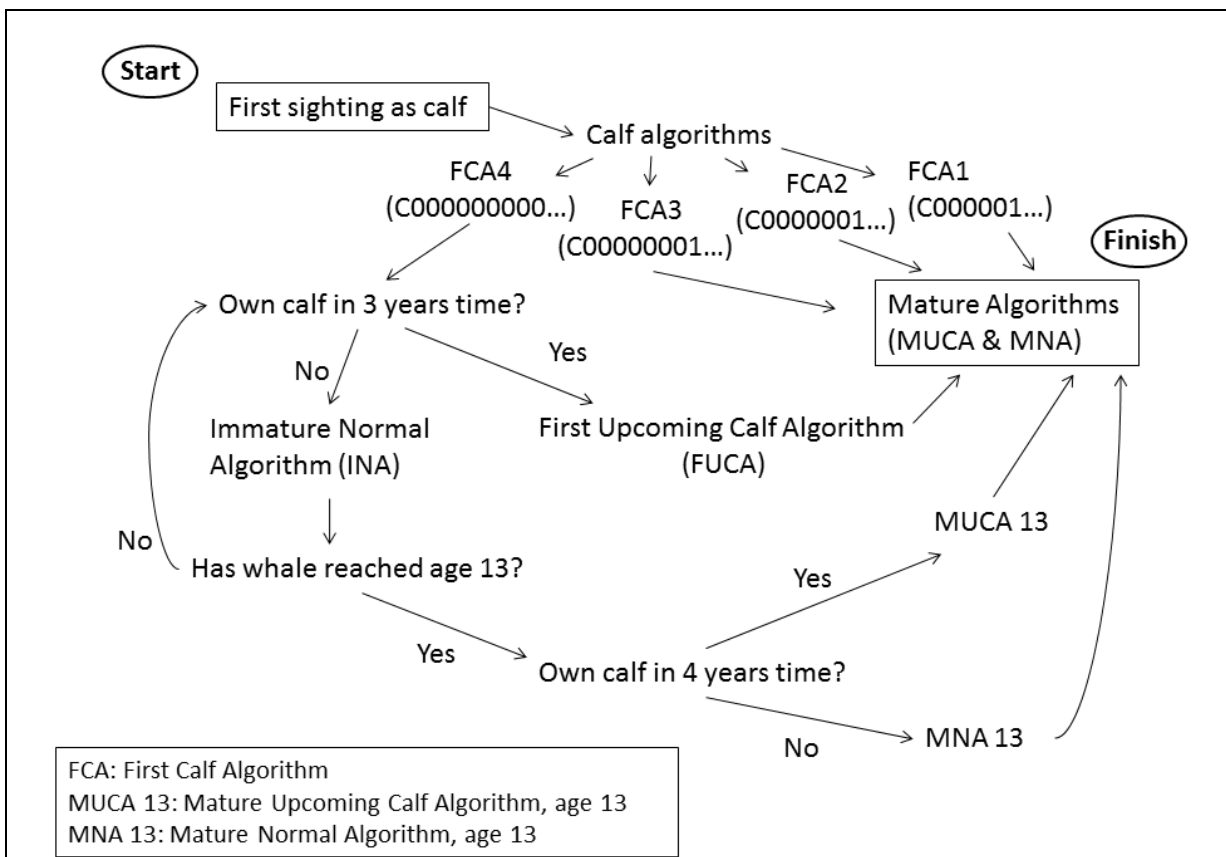 Start
First sighting as calf
Calf algorithms
FCA4
(C000000000...)
FCA3
(C00000001...)
FCA2
(C0000001...)
FCA1
(C000001...)
Finish
Own calf in 3 years time?
Mature Algorithms
(MUCA & MNA)
No
Yes
Immature Normal
Algorithm (INA)
First Upcoming Calf Algorithm
(FUCA)
No
Has whale reached age 13?
MUCA 13
Yes
Yes
Own calf in 4 years time?
No
MNA 13
FCA: First Calf Algorithm
MUCA 13: Mature Upcoming Calf Algorithm, age 13
MNA 13: Mature Normal Algorithm, age 13